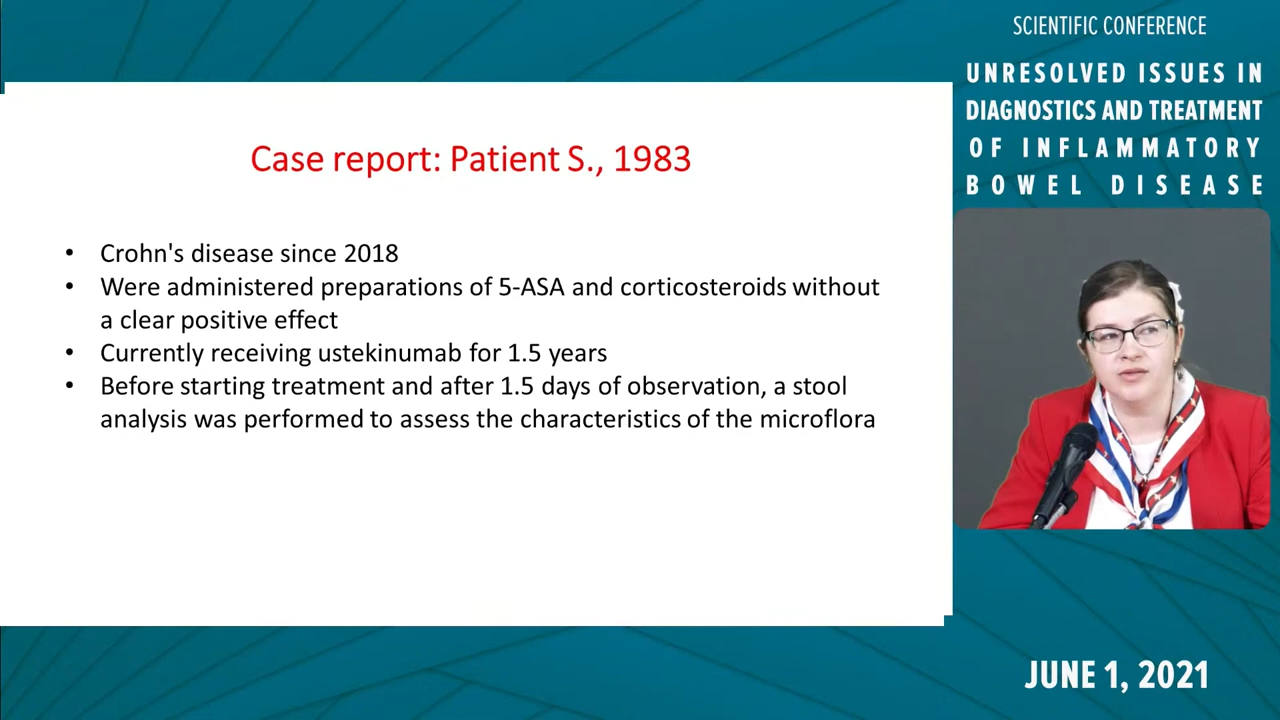 Case report: Patient S., 1983
• Crohn's disease since 2018
• Were administered preparations of 5-ASA and corticosteroids without
a clear positive effect
• Currently receiving ustekinumab for 1.5 years
• Before starting treatment and after 1.5 days of observation, a stool
analysis was performed to assess the characteristics of the microflora
SCIENTIFIC CONFERENCE
UNRESOLVED ISSUES IN
DIAGNOSTICS AND TREATMENT
OF INFLAMMATORY
BOWEL DISEASE
JUNE 1, 2021